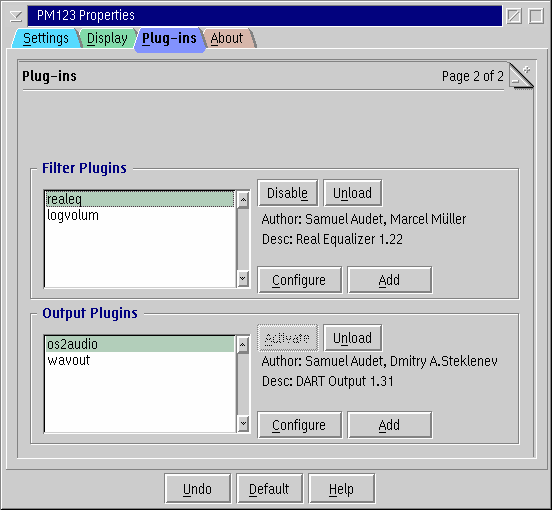 PM123 Properties
Settings Display Plug-ins About
Plug-ins Page 2 of 2
Filter Plugins
realeq
logvolum
Disable Unload
Author: Samuel Audet, Marcel Müller
Desc: Real Equalizer 1.22
Configure Add
Output Plugins
os2audio
wavout
Activate Unload
Author: Samuel Audet, Dmitry A.Steklenev
Desc: DART Output 1.31
Configure Add
Undo Default Help